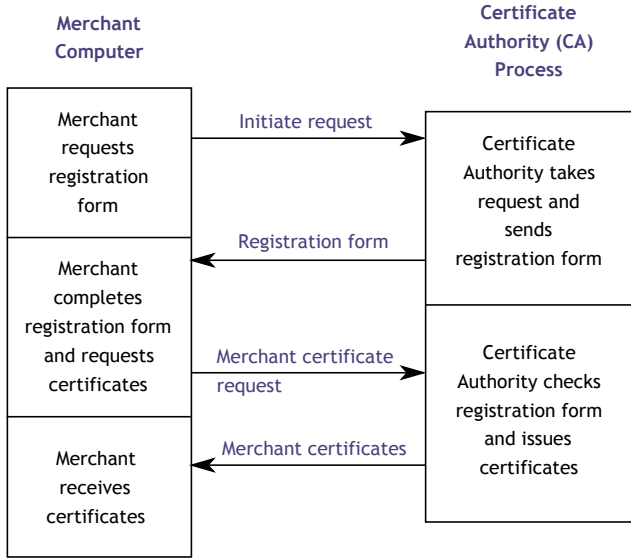 Merchant
Computer
Certificate
Authority (CA)
Process
Merchant
requests
registration
form
Initiate request
Certificate
Authority takes
request and
sends
registration form
Registration form
Merchant
completes
registration form
and requests
certificates
Merchant certificate
request
Certificate
Authority checks
registration form
and issues
certificates
Merchant certificates
Merchant
receives
certificates